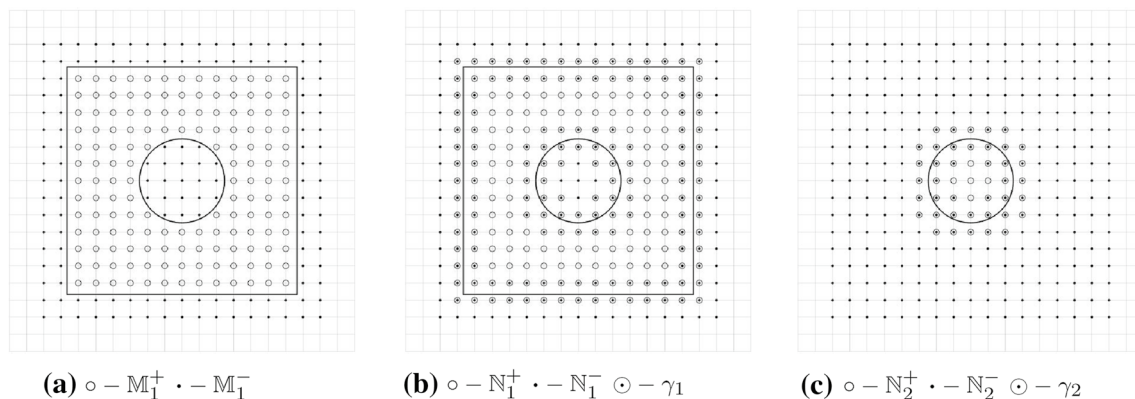 (a) ○ – 𝕄₁⁺ • – 𝕄₁⁻
(b) ○ – ℕ₁⁺ • – ℕ₁⁻ ⊙ – γ₁
(c) ○ – ℕ₂⁺ • – ℕ₂⁻ ⊙ – γ₂